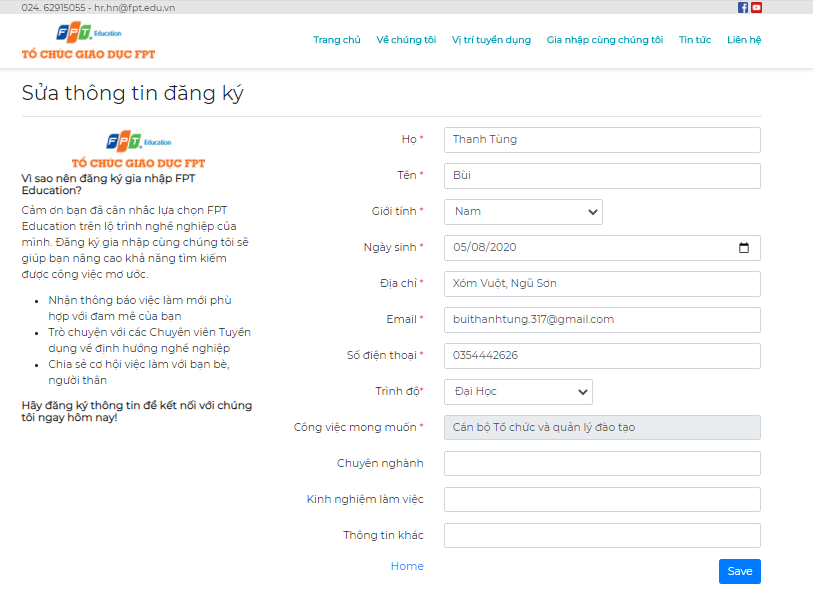 024. 62915055 - hr.hn@fpt.edu.vn
FPT Education
TỔ CHỨC GIÁO DỤC FPT
Trang chủ Về chúng tôi Vị trí tuyển dụng Gia nhập cùng chúng tôi Tin tức Liên hệ
Sửa thông tin đăng ký
FPT Education
TỔ CHỨC GIÁO DỤC FPT
Vì sao nên đăng ký gia nhập FPT
Education?
Cảm ơn bạn đã cân nhắc lựa chọn FPT
Education trên lộ trình nghề nghiệp của
mình. Đăng ký gia nhập cùng chúng tôi sẽ
giúp bạn nâng cao khả năng tìm kiếm
được công việc mơ ước.
Nhận thông báo việc làm mới phù
hợp với đam mê của bạn
Trò chuyện với các Chuyên viên Tuyển
dụng về định hướng nghề nghiệp
Chia sẻ cơ hội việc làm với bạn bè,
người thân
Hãy đăng ký thông tin để kết nối với chúng
tôi ngay hôm nay!
Họ * Thanh Tùng
Tên * Bùi
Giới tính * Nam
Ngày sinh * 05/08/2020
Địa chỉ * Xóm Vuột, Ngũ Sơn
Email * buithanhtung.317@gmail.com
Số điện thoại * 0354442626
Trình độ* Đại Học
Công việc mong muốn * Cán bộ Tổ chức và quản lý đào tạo
Chuyên nghành
Kinh nghiệm làm việc
Thông tin khác
Home Save